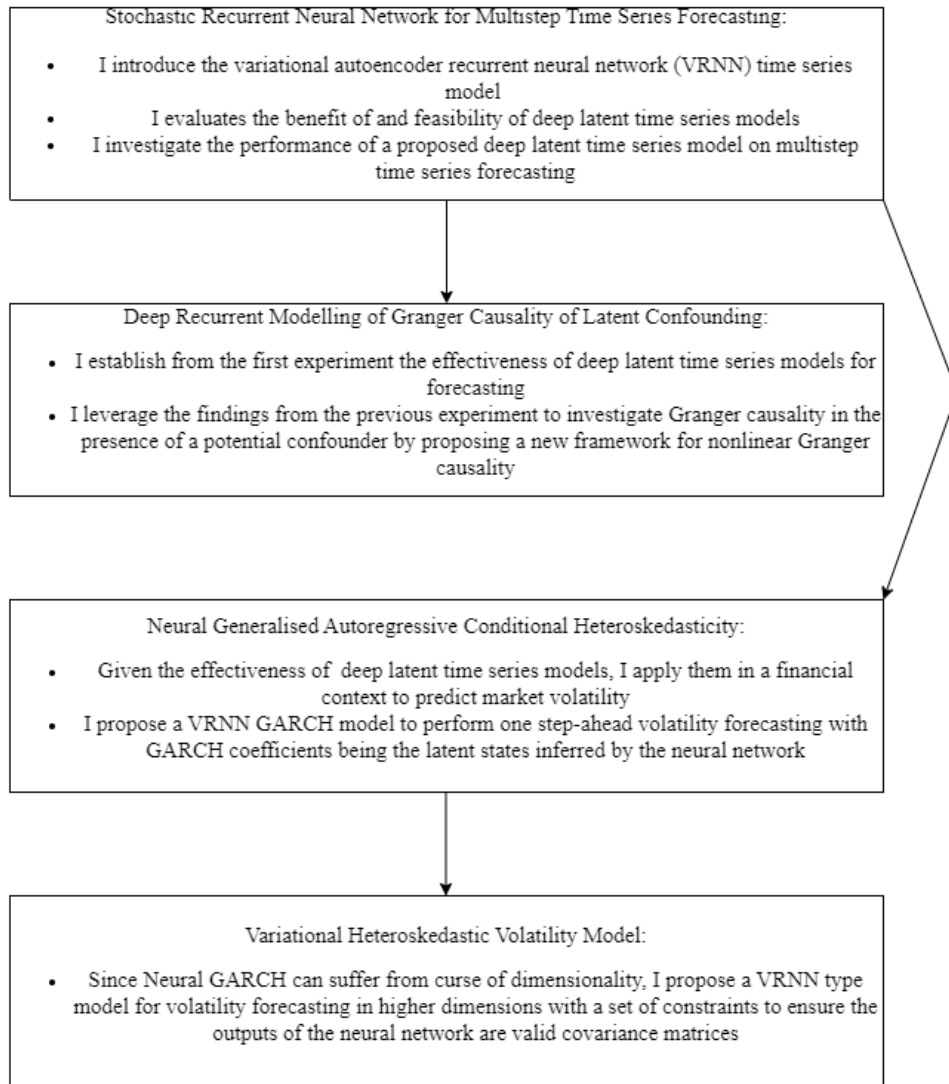 Stochastic Recurrent Neural Network for Multistep Time Series Forecasting:
• I introduce the variational autoencoder recurrent neural network (VRNN) time series
model
• I evaluates the benefit of and feasibility of deep latent time series models
• I investigate the performance of a proposed deep latent time series model on multistep
time series forecasting
Deep Recurrent Modelling of Granger Causality of Latent Confounding:
• I establish from the first experiment the effectiveness of deep latent time series models for
forecasting
• I leverage the findings from the previous experiment to investigate Granger causality in the
presence of a potential confounder by proposing a new framework for nonlinear Granger
causality
Neural Generalised Autoregressive Conditional Heteroskedasticity:
• Given the effectiveness of deep latent time series models, I apply them in a financial
context to predict market volatility
• I propose a VRNN GARCH model to perform one step-ahead volatility forecasting with
GARCH coefficients being the latent states inferred by the neural network
Variational Heteroskedastic Volatility Model:
• Since Neural GARCH can suffer from curse of dimensionality, I propose a VRNN type
model for volatility forecasting in higher dimensions with a set of constraints to ensure the
outputs of the neural network are valid covariance matrices